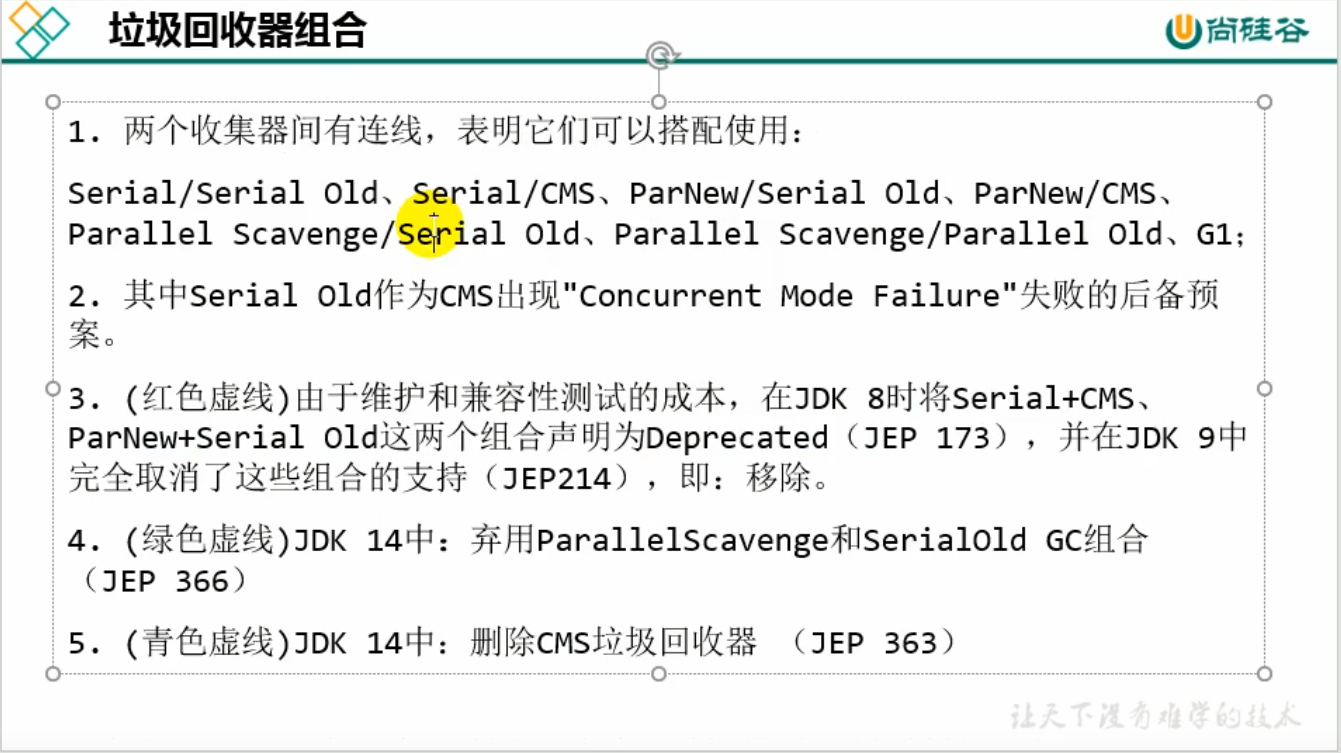 垃圾回收器组合
尚硅谷
1. 两个收集器间有连线，表明它们可以搭配使用：
Serial/Serial Old、Serial/CMS、ParNew/Serial Old、ParNew/CMS、
Parallel Scavenge/Serial Old、Parallel Scavenge/Parallel Old、G1；
2. 其中Serial Old作为CMS出现"Concurrent Mode Failure"失败的后备预
案。
3. (红色虚线)由于维护和兼容性测试的成本，在JDK 8时将Serial+CMS、
ParNew+Serial Old这两个组合声明为Deprecated（JEP 173），并在JDK 9中
完全取消了这些组合的支持（JEP214），即：移除。
4. (绿色虚线)JDK 14中：弃用ParallelScavenge和SerialOld GC组合
（JEP 366）
5. (青色虚线)JDK 14中：删除CMS垃圾回收器 （JEP 363）
让天下没有难学的技术